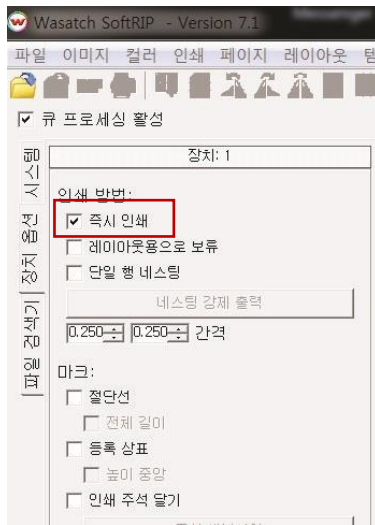 Wasatch SoftRIP - Version 7.1
파일 이미지 컬러 인쇄 페이지 레이아웃
큐 프로세싱 활성
시스템
장치 옵션
파일 검색기
장치: 1
인쇄 방법:
즉시 인쇄
레이아웃용으로 보류
단일 행 네스팅
네스팅 강제 출력
0.250 0.250 간격
마크:
절단선
전체 길이
등록 상표
높이 중앙
인쇄 주석 달기